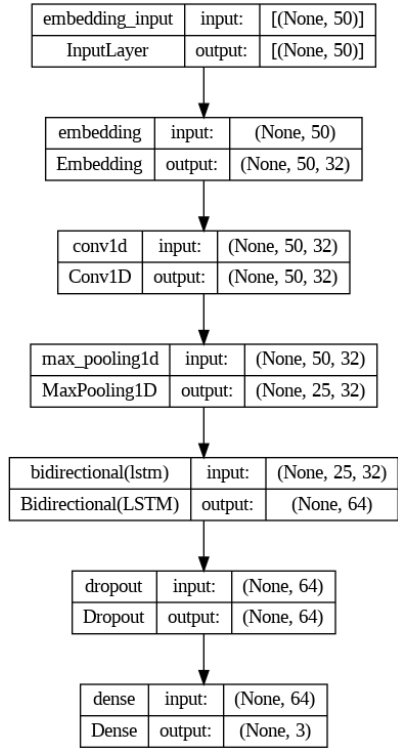 embedding_input input: [(None, 50)]
InputLayer output: [(None, 50)]
embedding input: (None, 50)
Embedding output: (None, 50, 32)
conv1d input: (None, 50, 32)
Conv1D output: (None, 50, 32)
max_pooling1d input: (None, 50, 32)
MaxPooling1D output: (None, 25, 32)
bidirectional(lstm) input: (None, 25, 32)
Bidirectional(LSTM) output: (None, 64)
dropout input: (None, 64)
Dropout output: (None, 64)
dense input: (None, 64)
Dense output: (None, 3)